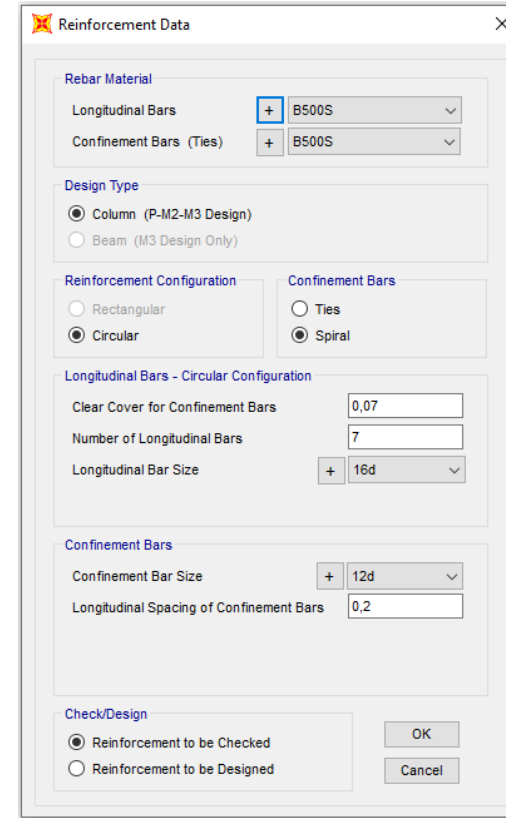 Reinforcement Data
Rebar Material
Longitudinal Bars + B500S
Confinement Bars (Ties) + B500S
Design Type
Column (P-M2-M3 Design)
Beam (M3 Design Only)
Reinforcement Configuration
Rectangular
Circular
Confinement Bars
Ties
Spiral
Longitudinal Bars - Circular Configuration
Clear Cover for Confinement Bars 0,07
Number of Longitudinal Bars 7
Longitudinal Bar Size + 16d
Confinement Bars
Confinement Bar Size + 12d
Longitudinal Spacing of Confinement Bars 0,2
Check/Design
Reinforcement to be Checked
Reinforcement to be Designed
OK
Cancel